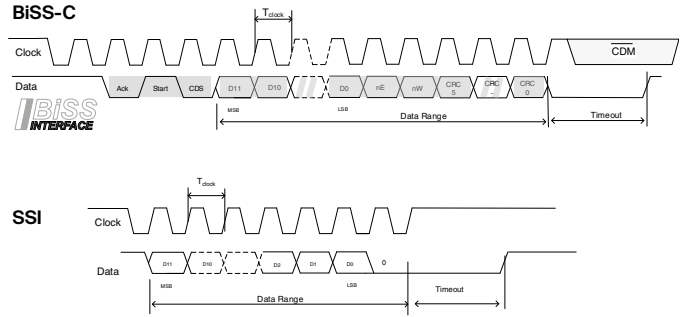 BiSS-C
Tclock
Clock
CDM
Data
Ack Start CDS D11 D10 D0 nE nW CRC 5 CRC - CRC 0
BiSS
INTERFACE
MSB LSB
Data Range
Timeout
Tclock
SSI
Clock
Data
D11 D10 D2 D1 D0 0
MSB LSB
Data Range
Timeout